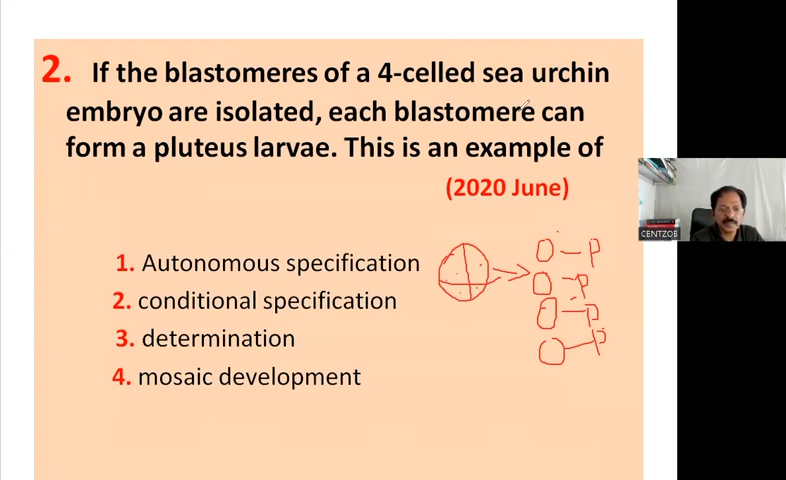 2. If the blastomeres of a 4-celled sea urchin
embryo are isolated, each blastomere can
form a pluteus larvae. This is an example of
(2020 June)
1. Autonomous specification
2. conditional specification
3. determination
4. mosaic development
P
P
P
P
CENTZOB